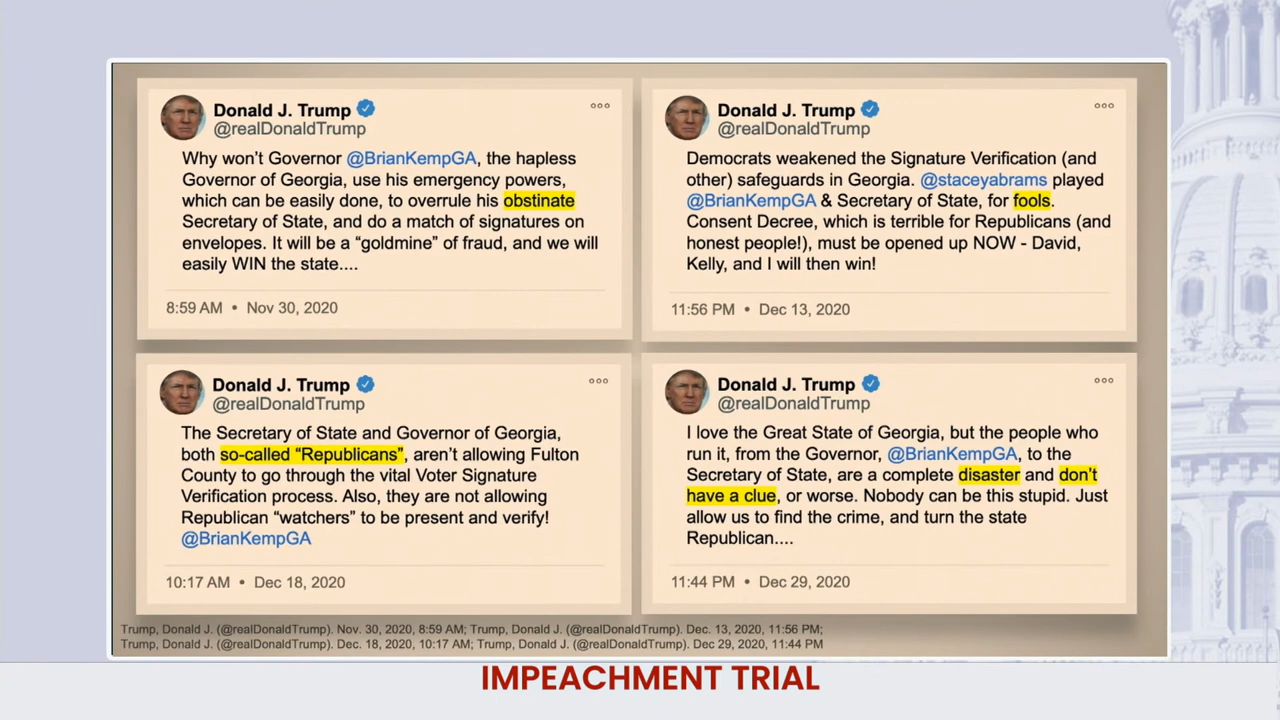 Donald J. Trump
@realDonaldTrump
Why won't Governor @BrianKempGA, the hapless
Governor of Georgia, use his emergency powers,
which can be easily done, to overrule his obstinate
Secretary of State, and do a match of signatures on
envelopes. It will be a “goldmine” of fraud, and we will
easily WIN the state....
8:59 AM • Nov 30, 2020
Donald J. Trump
@realDonaldTrump
Democrats weakened the Signature Verification (and
other) safeguards in Georgia. @staceyabrams played
@BrianKempGA & Secretary of State, for fools.
Consent Decree, which is terrible for Republicans (and
honest people!), must be opened up NOW - David,
Kelly, and I will then win!
11:56 PM • Dec 13, 2020
Donald J. Trump
@realDonaldTrump
The Secretary of State and Governor of Georgia,
both so-called “Republicans”, aren't allowing Fulton
County to go through the vital Voter Signature
Verification process. Also, they are not allowing
Republican “watchers” to be present and verify!
@BrianKempGA
10:17 AM • Dec 18, 2020
Donald J. Trump
@realDonaldTrump
I love the Great State of Georgia, but the people who
run it, from the Governor, @BrianKempGA, to the
Secretary of State, are a complete disaster and don't
have a clue, or worse. Nobody can be this stupid. Just
allow us to find the crime, and turn the state
Republican....
11:44 PM • Dec 29, 2020
Trump, Donald J. (@realDonaldTrump). Nov. 30, 2020, 8:59 AM; Trump, Donald J. (@realDonaldTrump). Dec. 13, 2020, 11:56 PM;
Trump, Donald J. (@realDonaldTrump). Dec. 18, 2020, 10:17 AM; Trump, Donald J. (@realDonaldTrump). Dec 29, 2020, 11:44 PM
IMPEACHMENT TRIAL